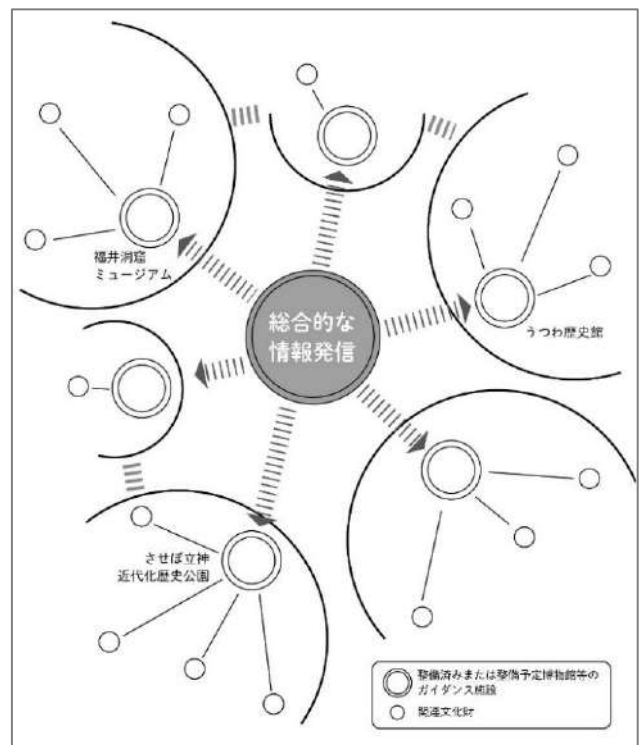 福井洞窟
ミュージアム
総合的な
情報発信
うつわ歴史館
させぼ立神
近代化歴史公園
整備済みまたは整備予定博物館等の
ガイダンス施設
関連文化財